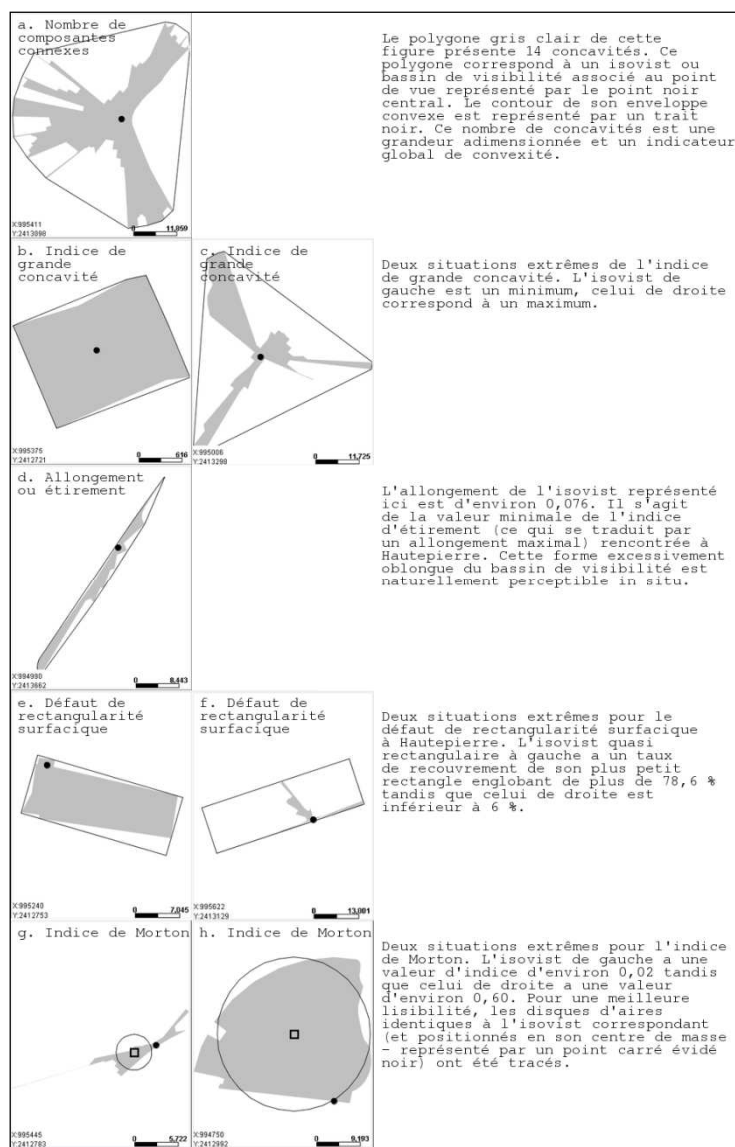 a. Nombre de
composantes
connexes
X:995411
Y:2413898
0 11,059
Le polygone gris clair de cette
figure présente 14 concavités. Ce
polygone correspond à un isovist ou
bassin de visibilité associé au point
de vue représenté par le point noir
central. Le contour de son enveloppe
convexe est représenté par un trait
noir. Ce nombre de concavités est une
grandeur adimensionnée et un indicateur
global de convexité.
b. Indice de
grande
concavité
X:995375
Y:2412721
0 616
c. Indice de
grande
concavité
X:995006
Y:2413298
0 11,725
Deux situations extrêmes de l'indice
de grande concavité. L'isovist de
gauche est un minimum, celui de droite
correspond à un maximum.
d. Allongement
ou étirement
X:994990
Y:2413662
0 8,443
L'allongement de l'isovist représenté
ici est d'environ 0,076. Il s'agit
de la valeur minimale de l'indice
d'étirement (ce qui se traduit par
un allongement maximal) rencontrée à
Hautepierre. Cette forme excessivement
oblongue du bassin de visibilité est
naturellement perceptible in situ.
e. Défaut de
rectangularité
surfacique
X:995240
Y:2412753
0 7,045
f. Défaut de
rectangularité
surfacique
X:995622
Y:2413129
0 13,001
Deux situations extrêmes pour le
défaut de rectangularité surfacique
à Hautepierre. L'isovist quasi
rectangulaire à gauche a un taux
de recouvrement de son plus petit
rectangle englobant de plus de 78,6 %
tandis que celui de droite est
inférieur à 6 %.
g. Indice de Morton
X:995445
Y:2412783
0 5,722
h. Indice de Morton
X:994750
Y:2412992
0 9,193
Deux situations extrêmes pour l'indice
de Morton. L'isovist de gauche a une
valeur d'indice d'environ 0,02 tandis
que celui de droite a une valeur
d'environ 0,60. Pour une meilleure
lisibilité, les disques d'aires
identiques à l'isovist correspondant
(et positionnés en son centre de masse
- représenté par un point carré évidé
noir) ont été tracés.